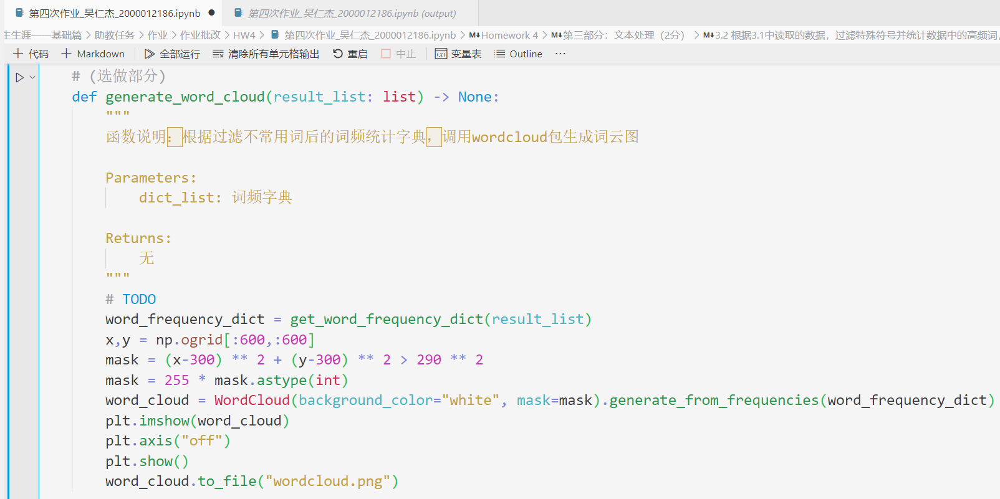 第四次作业_吴仁杰_2000012186.ipynb ● 第四次作业_吴仁杰_2000012186.ipynb (output)
生生涯——基础篇 > 助教任务 > 作业 > 作业批改 > HW4 > 第四次作业_吴仁杰_2000012186.ipynb > M↓Homework 4 > M↓第三部分：文本处理（2分） > M↓3.2 根据3.1中读取的数据，过滤特殊符号并统计数据中的高频词，
+ 代码 + Markdown 全部运行 清除所有单元格输出 重启 中止 变量表 Outline ···
# (选做部分)
def generate_word_cloud(result_list: list) -> None:
"""
函数说明：根据过滤不常用词后的词频统计字典，调用wordcloud包生成词云图
Parameters:
dict_list: 词频字典
Returns:
无
"""
# TODO
word_frequency_dict = get_word_frequency_dict(result_list)
x,y = np.ogrid[:600,:600]
mask = (x-300) ** 2 + (y-300) ** 2 > 290 ** 2
mask = 255 * mask.astype(int)
word_cloud = WordCloud(background_color="white", mask=mask).generate_from_frequencies(word_frequency_dict)
plt.imshow(word_cloud)
plt.axis("off")
plt.show()
word_cloud.to_file("wordcloud.png")